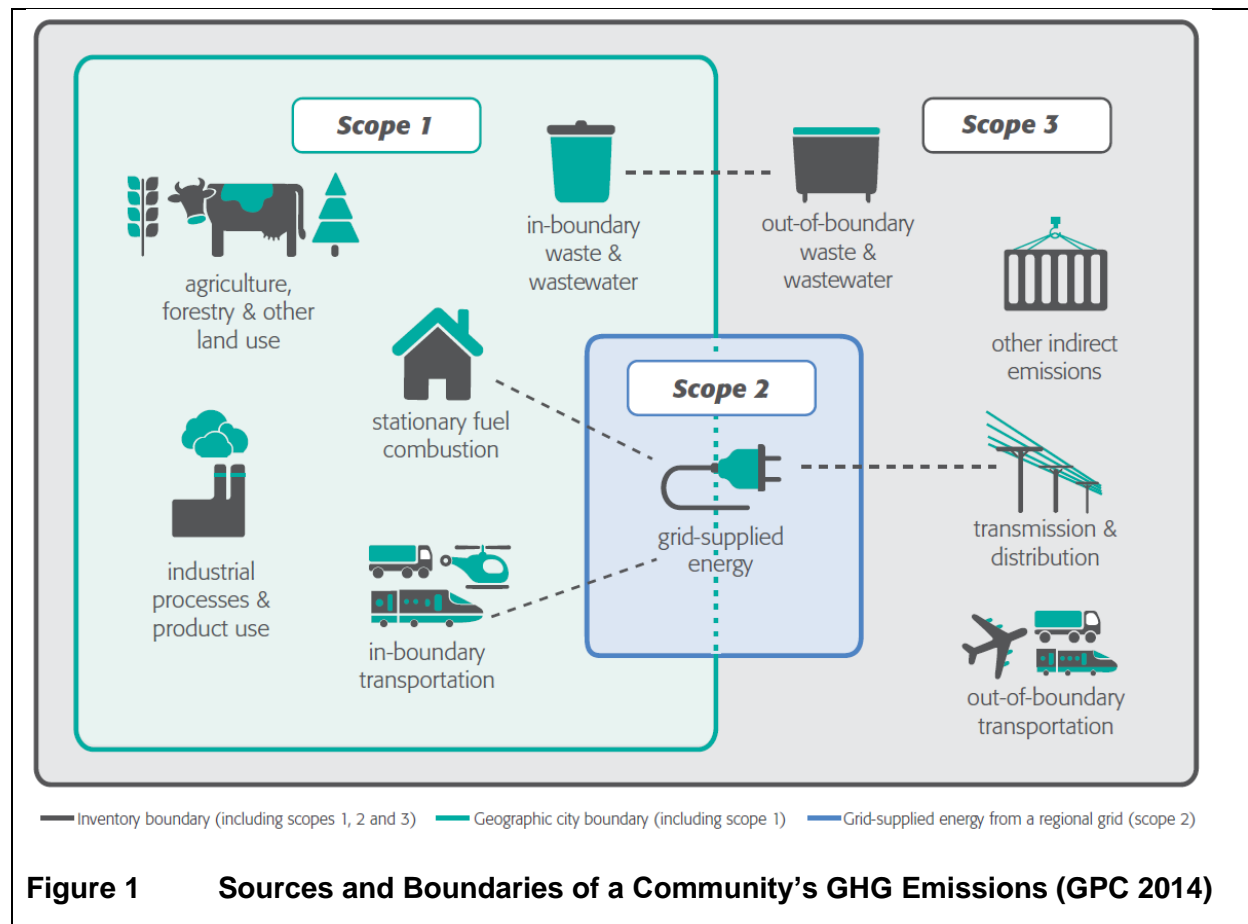 Scope 1
Scope 3
in-boundary
waste &
wastewater
out-of-boundary
waste &
wastewater
agriculture,
forestry & other
land use
other indirect
emissions
Scope 2
stationary fuel
combustion
grid-supplied
energy
transmission &
distribution
industrial
processes &
product use
in-boundary
transportation
out-of-boundary
transportation
Inventory boundary (including scopes 1, 2 and 3) Geographic city boundary (including scope 1) Grid-supplied energy from a regional grid (scope 2)
Figure 1 Sources and Boundaries of a Community’s GHG Emissions (GPC 2014)